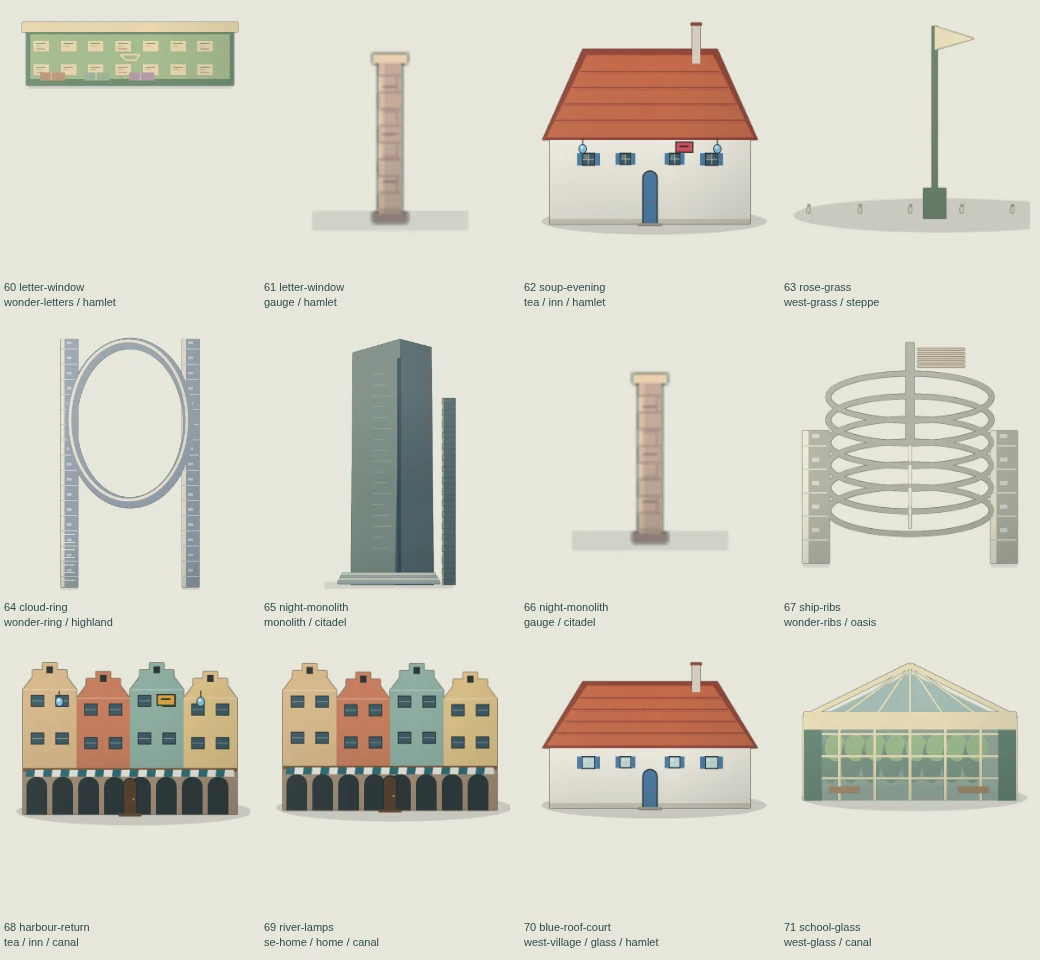 60 letter-window
wonder-letters / hamlet
61 letter-window
gauge / hamlet
62 soup-evening
tea / inn / hamlet
63 rose-grass
west-grass / steppe
64 cloud-ring
wonder-ring / highland
65 night-monolith
monolith / citadel
66 night-monolith
gauge / citadel
67 ship-ribs
wonder-ribs / oasis
68 harbour-return
tea / inn / canal
69 river-lamps
se-home / home / canal
70 blue-roof-court
west-village / glass / hamlet
71 school-glass
west-glass / canal